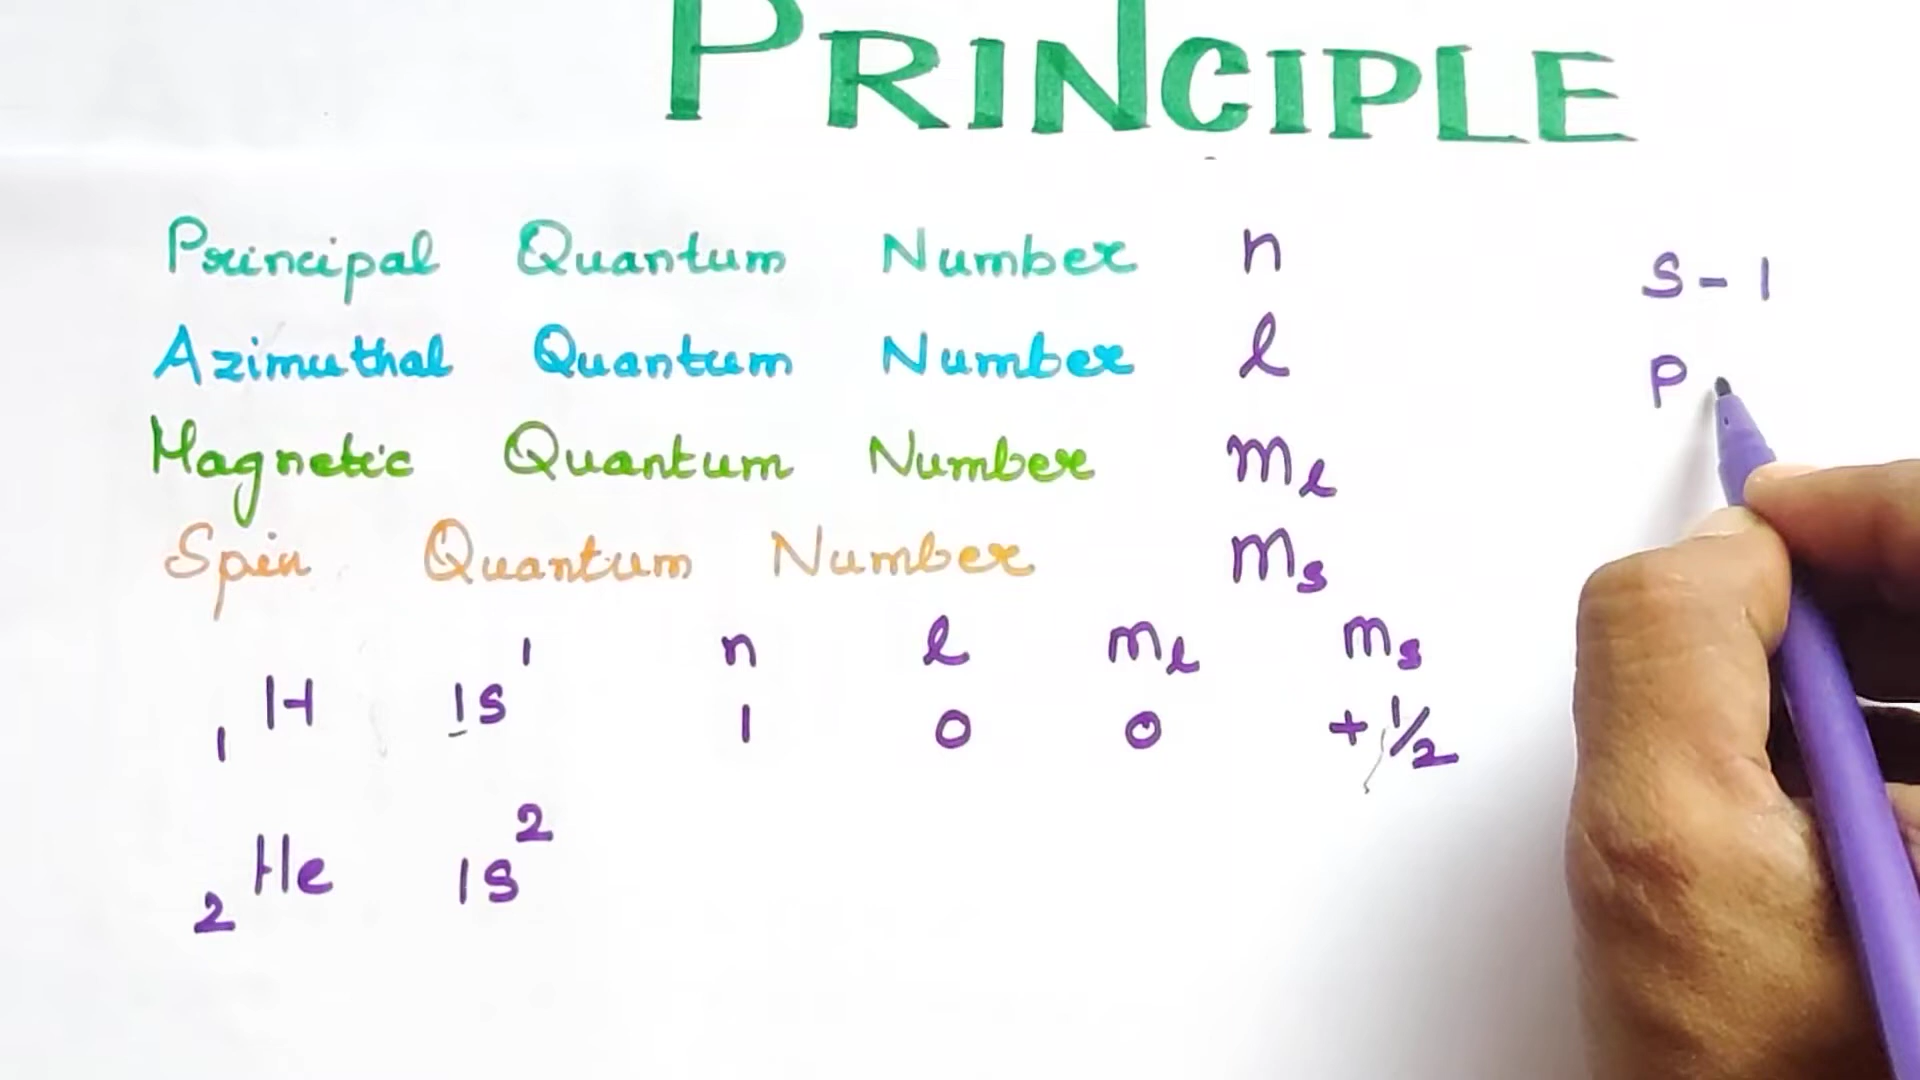 PRINCIPLE
Principal Quantum Number n
Azimuthal Quantum Number l
Magnetic Quantum Number mₗ
Spin Quantum Number mₛ
S - 1
P
n l mₗ mₛ
₁H 1s¹ 1 0 0 +1/2
₂He 1s²